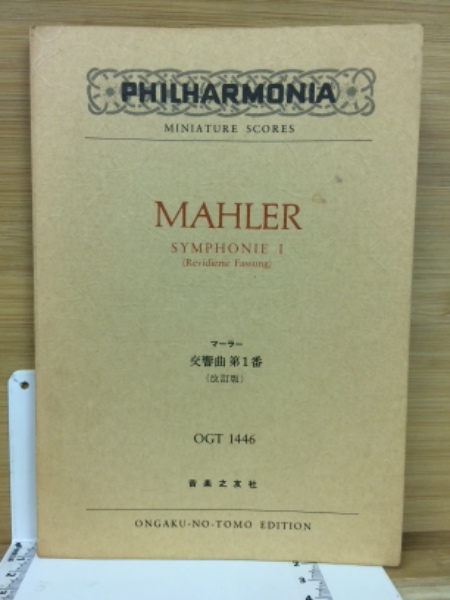 PHILHARMONIA
MINIATURE SCORES
MAHLER
SYMPHONIE I
(Revidierte Fassung)
マーラー
交響曲 第1番
(改訂版)
OGT 1446
音楽之友社
ONGAKU-NO-TOMO EDITION